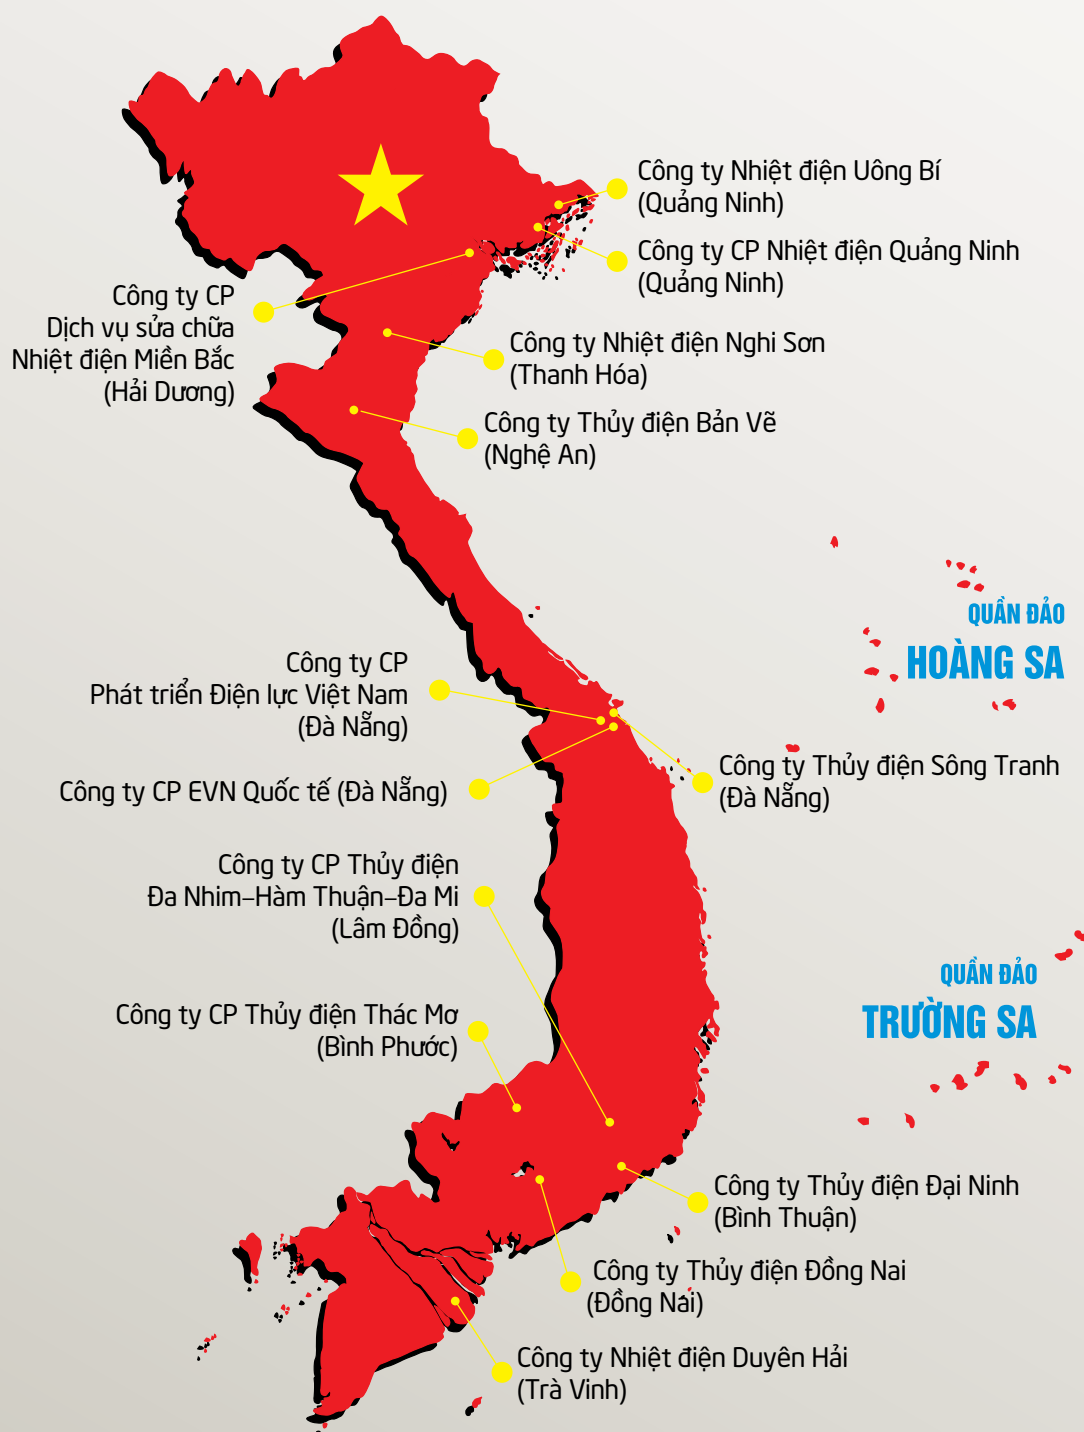 Công ty Nhiệt điện Uông Bí
(Quảng Ninh)
Công ty CP Nhiệt điện Quảng Ninh
(Quảng Ninh)
Công ty CP
Dịch vụ sửa chữa
Nhiệt điện Miền Bắc
(Hải Dương)
Công ty Nhiệt điện Nghi Sơn
(Thanh Hóa)
Công ty Thủy điện Bản Vẽ
(Nghệ An)
QUẦN ĐẢO
HOÀNG SA
Công ty CP
Phát triển Điện lực Việt Nam
(Đà Nẵng)
Công ty Thủy điện Sông Tranh
(Đà Nẵng)
Công ty CP EVN Quốc tế (Đà Nẵng)
Công ty CP Thủy điện
Đa Nhim–Hàm Thuận–Đa Mi
(Lâm Đồng)
QUẦN ĐẢO
TRƯỜNG SA
Công ty CP Thủy điện Thác Mơ
(Bình Phước)
Công ty Thủy điện Đại Ninh
(Bình Thuận)
Công ty Thủy điện Đồng Nai
(Đồng Nai)
Công ty Nhiệt điện Duyên Hải
(Trà Vinh)